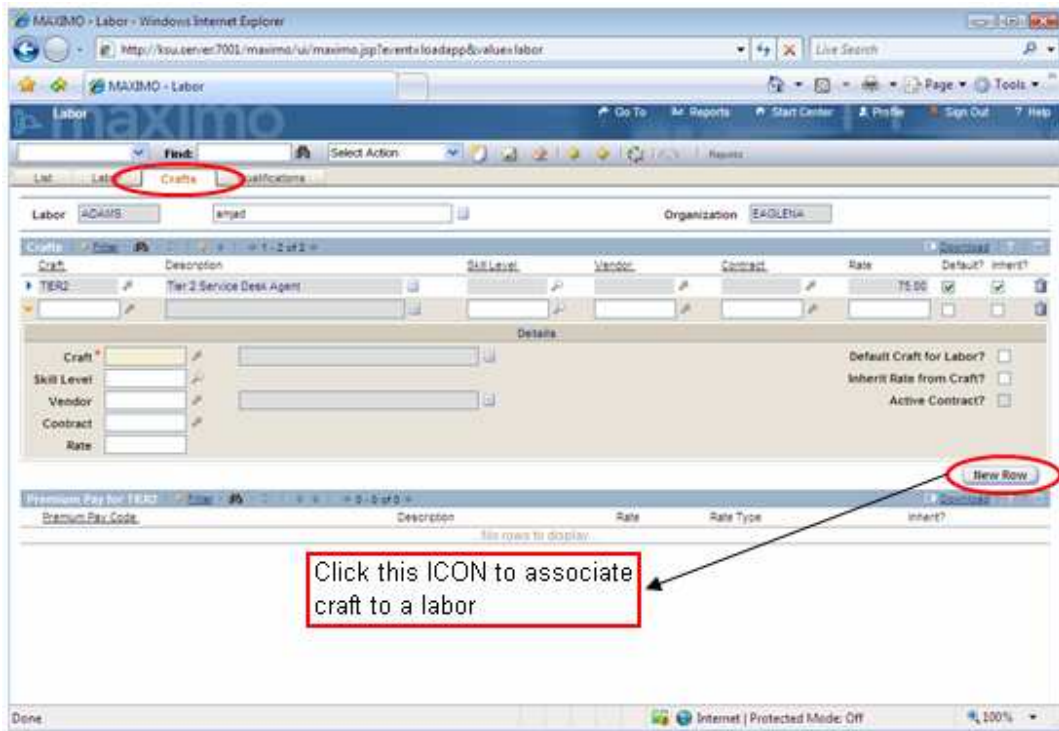 MAXIMO - Labor - Windows Internet Explorer
http://ksu.server:7001/maximo/ui/maximo.jsp?event=loadapp&value=labor
Live Search
MAXIMO - Labor
Page Tools
Labor
maximo
Go To Reports Start Center Profile Sign Out Help
Find: Select Action Reports
List Crafts
Labor ADAMS amjad Organization EAGLENA
Crafts Filter 1 - 2 of 2 Download
Craft Description Skill Level Vendor Contract Rate Default? Inherit?
TIER2 Tier 2 Service Desk Agent 75.00
Details
Craft * Default Craft for Labor?
Skill Level Inherit Rate from Craft?
Vendor Active Contract?
Contract
Rate
New Row
Premium Pay for TIER2 Filter 0 - 0 of 0 Download
Premium Pay Code Description Rate Rate Type Inherit?
No rows to display
Click this ICON to associate
craft to a labor
Done Internet | Protected Mode: Off 100%